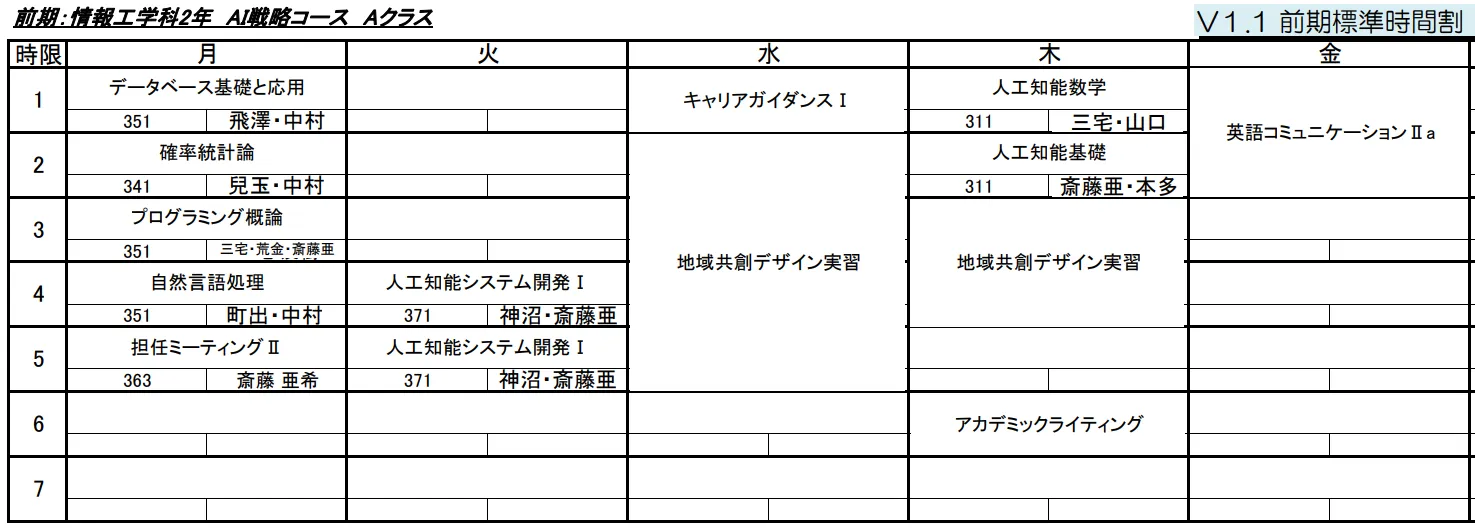 前期：情報工学科2年　AI戦略コース　Aクラス
V1.1 前期標準時間割
時限 月 火 水 木 金
1
データベース基礎と応用
351 飛澤・中村
キャリアガイダンスⅠ
人工知能数学
311 三宅・山口
英語コミュニケーションⅡa
2
確率統計論
341 兒玉・中村
人工知能基礎
311 斎藤亜・本多
3
プログラミング概論
351 三宅・荒金・斎藤亜
地域共創デザイン実習
地域共創デザイン実習
4
自然言語処理
351 町出・中村
人工知能システム開発Ⅰ
371 神沼・斎藤亜
5
担任ミーティングⅡ
363 斎藤 亜希
人工知能システム開発Ⅰ
371 神沼・斎藤亜
6
アカデミックライティング
7